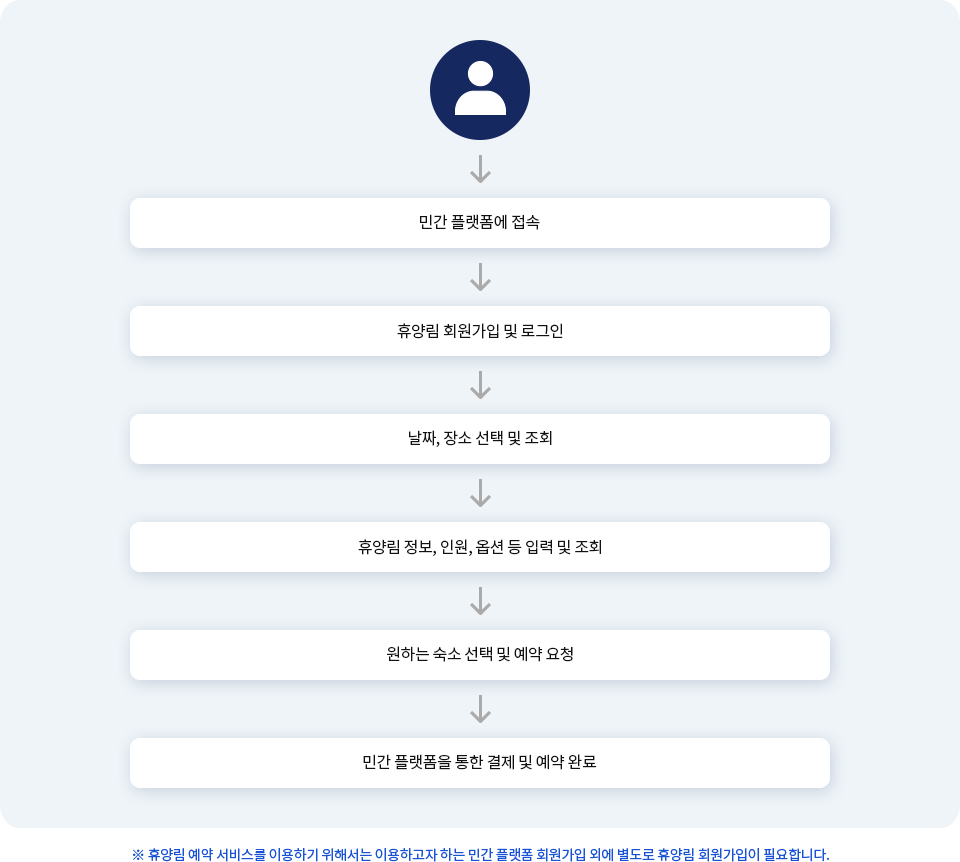 민간 플랫폼에 접속
휴양림 회원가입 및 로그인
날짜, 장소 선택 및 조회
휴양림 정보, 인원, 옵션 등 입력 및 조회
원하는 숙소 선택 및 예약 요청
민간 플랫폼을 통한 결제 및 예약 완료
※ 휴양림 예약 서비스를 이용하기 위해서는 이용하고자 하는 민간 플랫폼 회원가입 외에 별도로 휴양림 회원가입이 필요합니다.